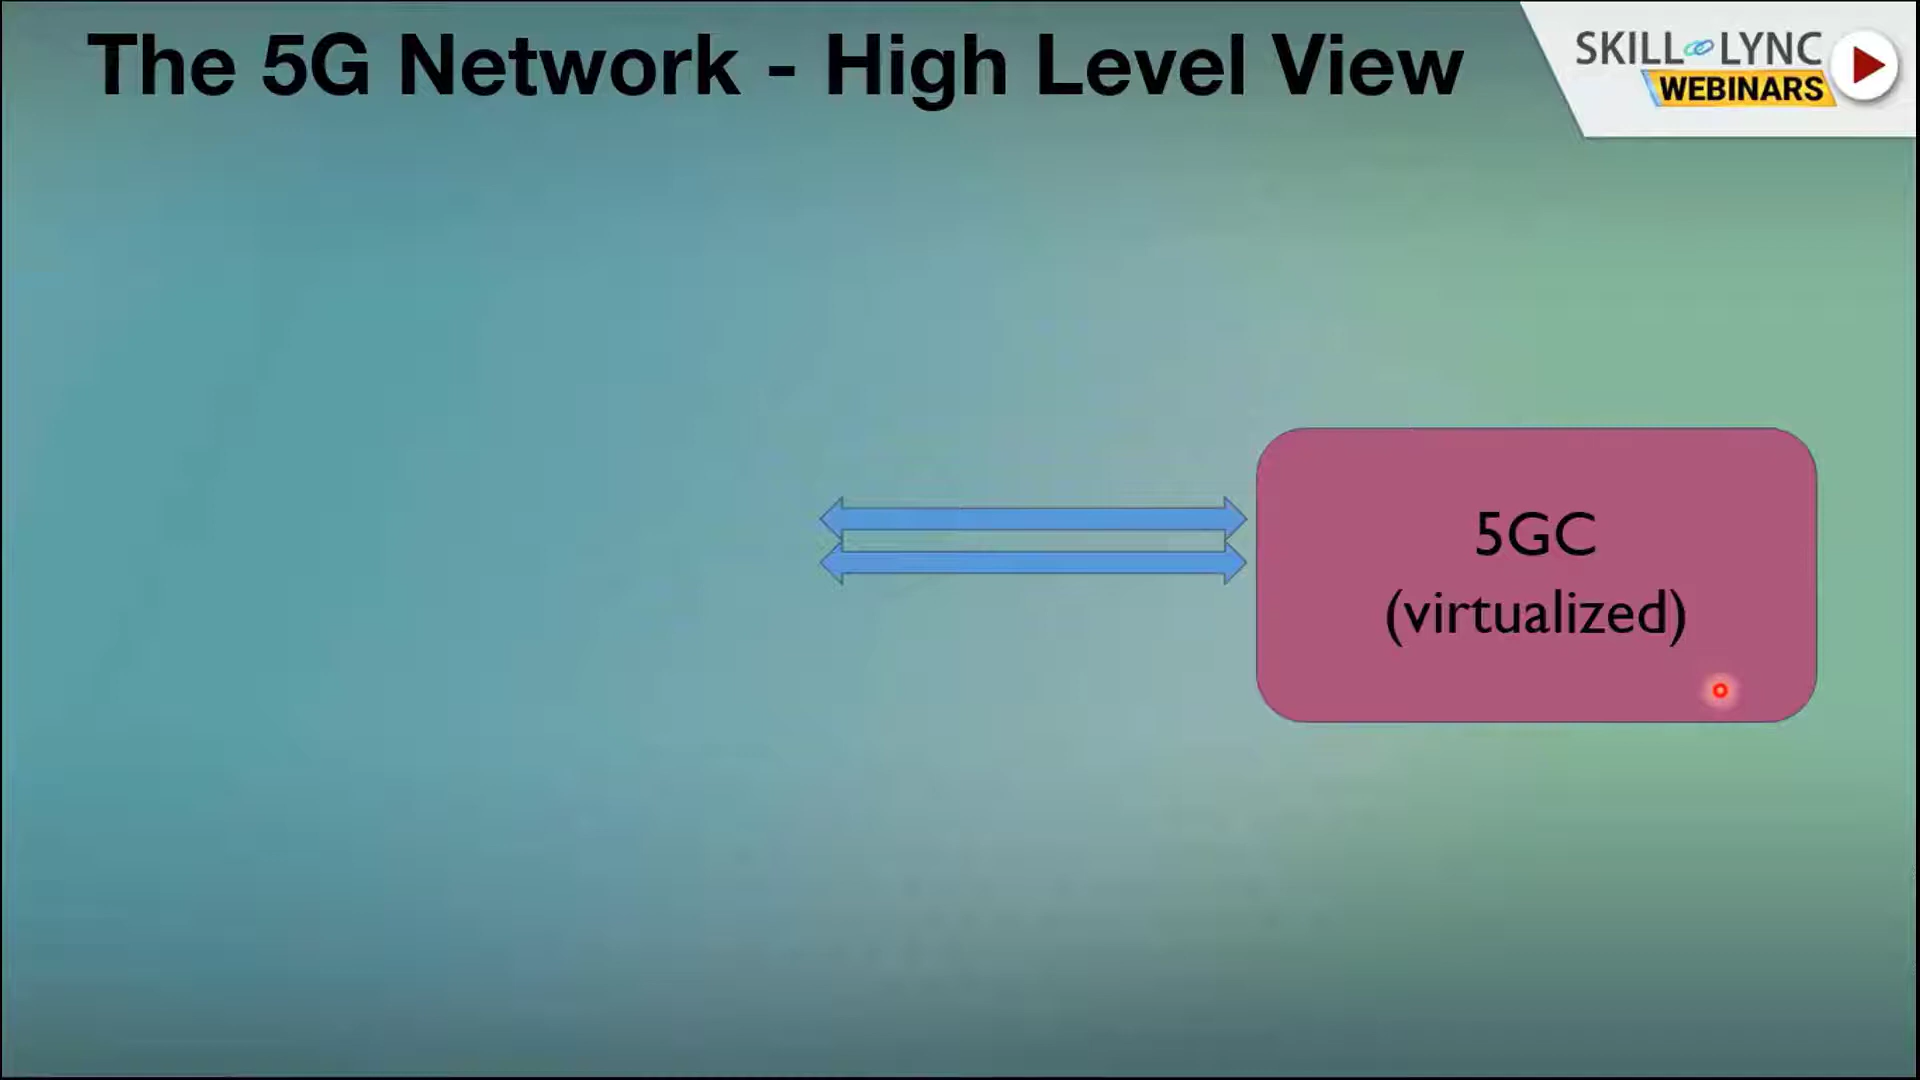 The 5G Network - High Level View
SKILL LYNC
WEBINARS
5GC
(virtualized)